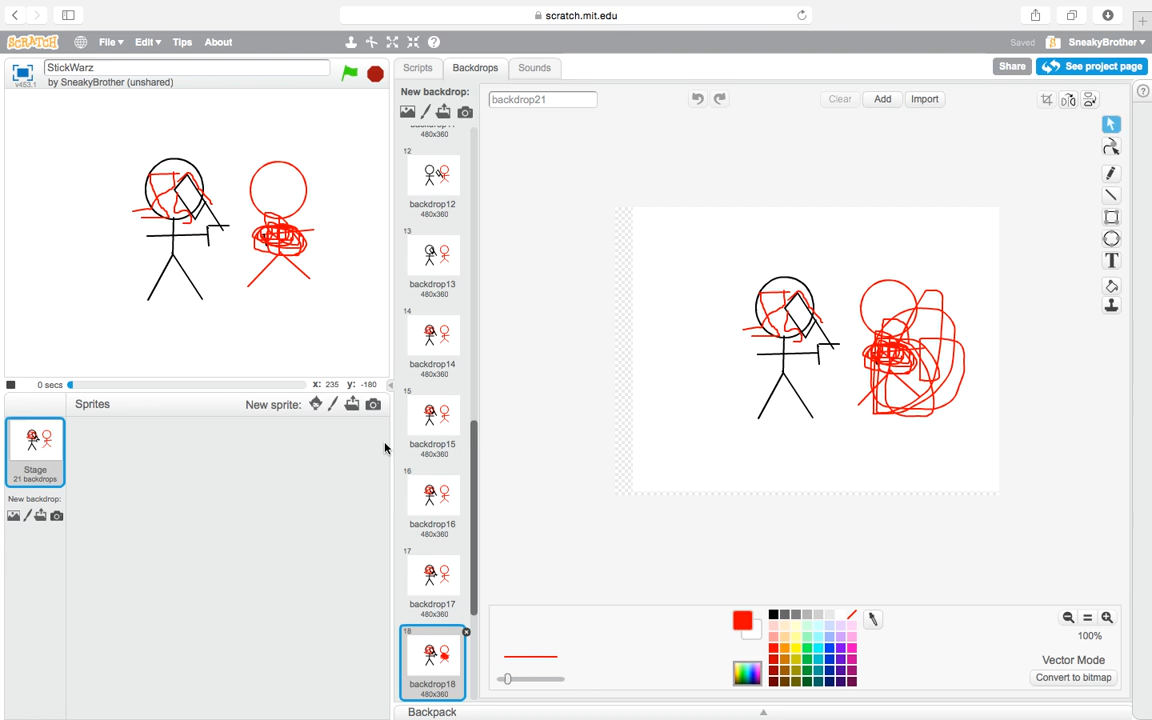 scratch.mit.edu
SCRATCH File▾ Edit▾ Tips About
Saved SneakyBrother▾
StickWarz
by SneakyBrother (unshared)
v453.1
Scripts Backdrops Sounds
Share See project page
New backdrop:
backdrop21
Clear Add Import
480x360
12
backdrop12
480x360
13
backdrop13
480x360
14
backdrop14
480x360
15
backdrop15
480x360
16
backdrop16
480x360
17
backdrop17
480x360
18
backdrop18
480x360
0 secs x: 235 y: -180
Sprites New sprite:
Stage
21 backdrops
New backdrop:
T
100%
Vector Mode
Convert to bitmap
Backpack